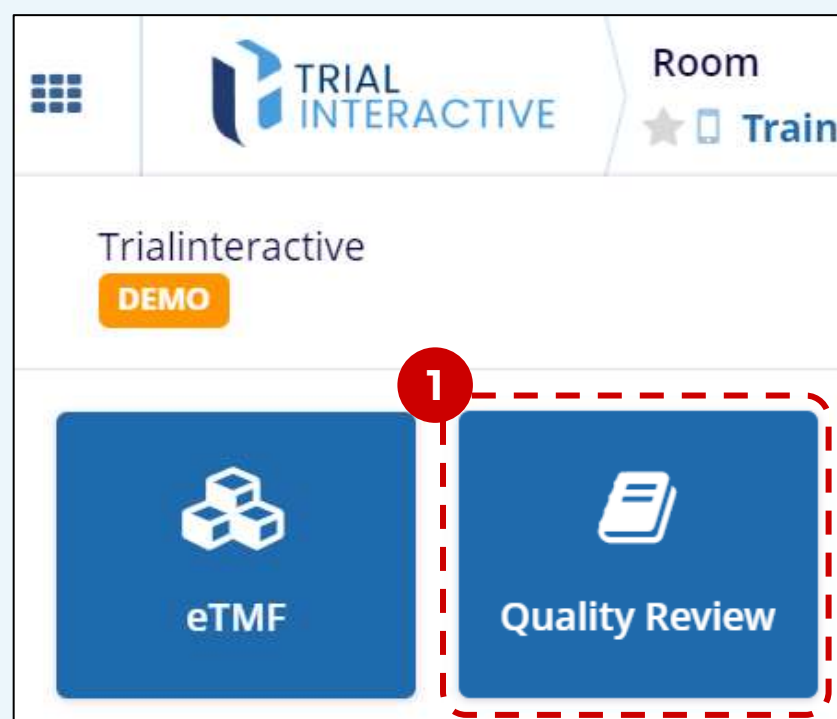 TRIAL
INTERACTIVE
Room
Train
Trialinteractive
DEMO
1
eTMF
Quality Review